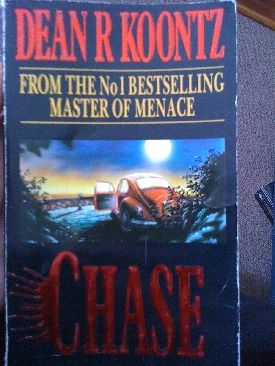 DEAN R KOONTZ
FROM THE No1 BESTSELLING
MASTER OF MENACE
CHASE